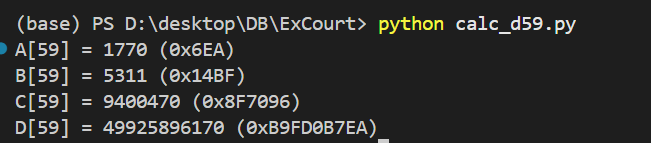 (base) PS D:\desktop\DB\ExCourt> python calc_d59.py
A[59] = 1770 (0x6EA)
B[59] = 5311 (0x14BF)
C[59] = 9400470 (0x8F7096)
D[59] = 49925896170 (0xB9FD0B7EA)